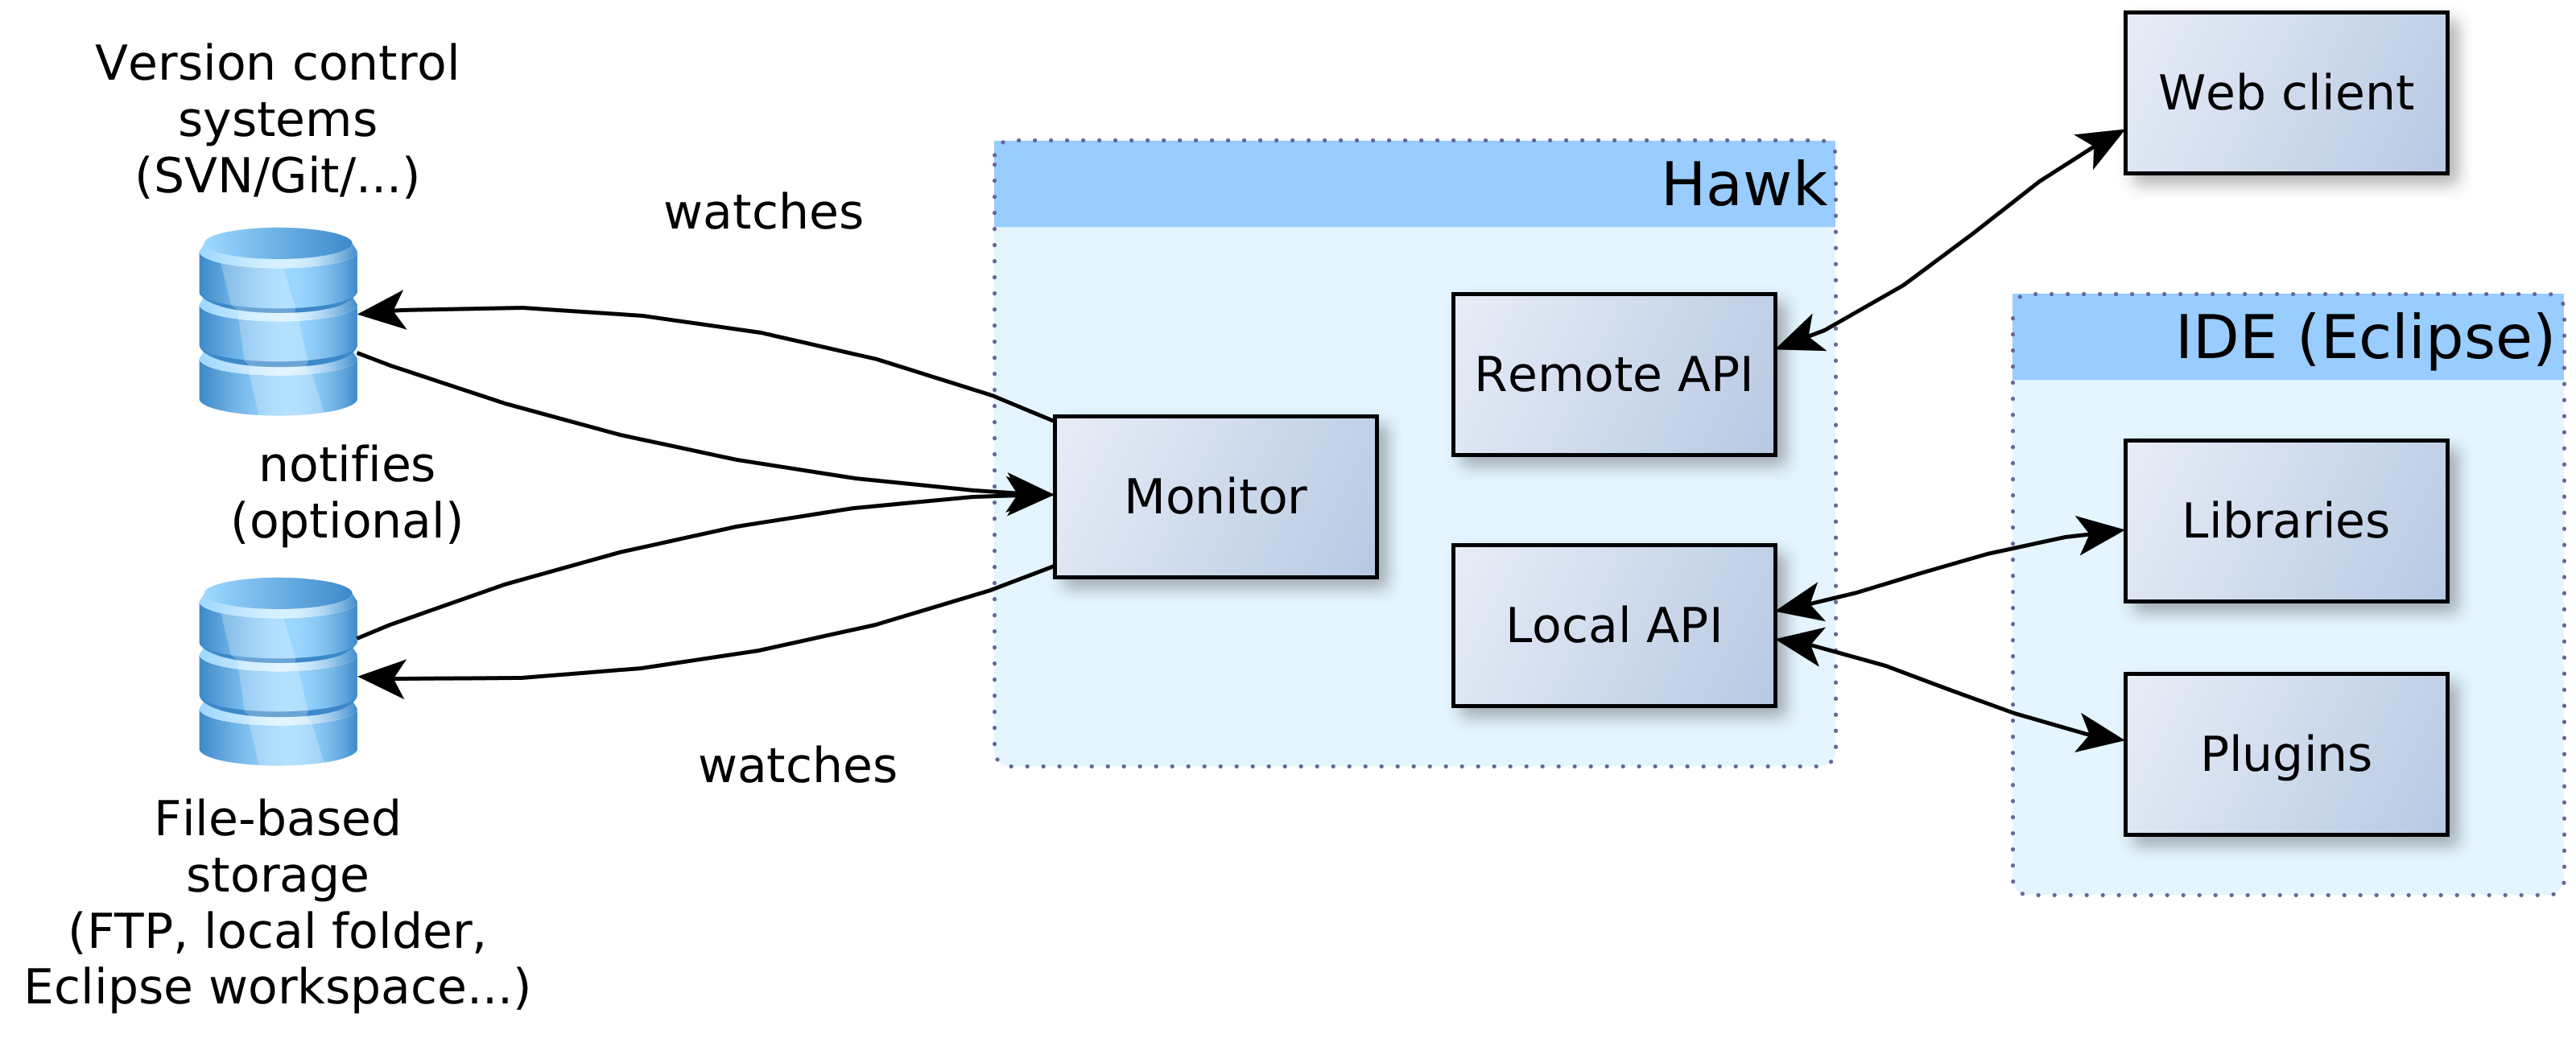 Version control
systems
(SVN/Git/...)
watches
notifies
(optional)
File-based
storage
(FTP, local folder,
Eclipse workspace...)
watches
Hawk
Monitor
Remote API
Local API
Web client
IDE (Eclipse)
Libraries
Plugins